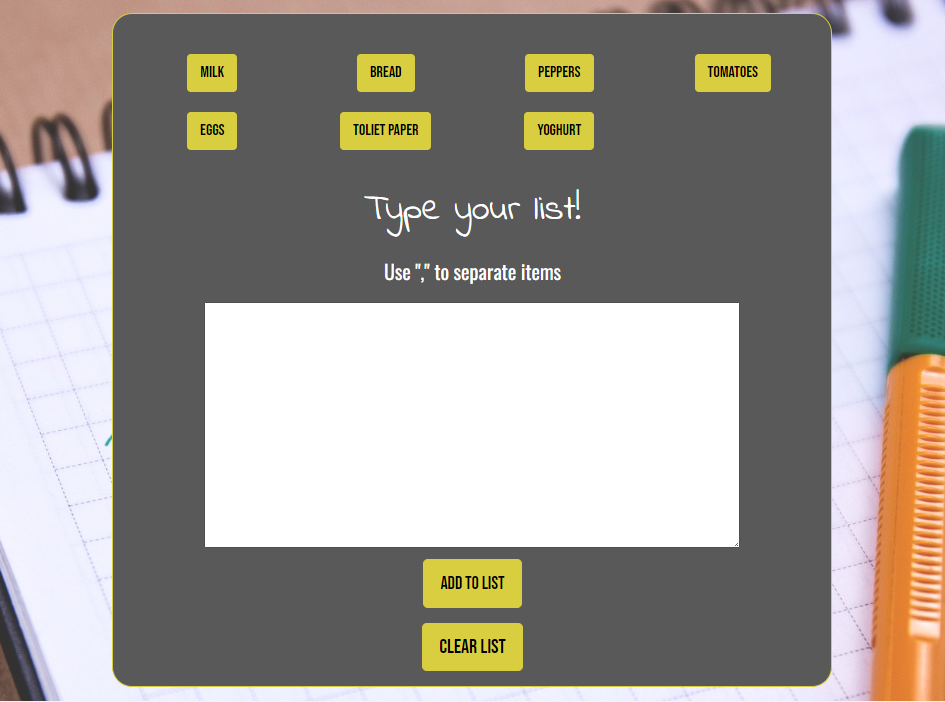 MILK BREAD PEPPERS TOMATOES
EGGS TOLIET PAPER YOGHURT
Type your list!
Use "," to separate items
ADD TO LIST
CLEAR LIST